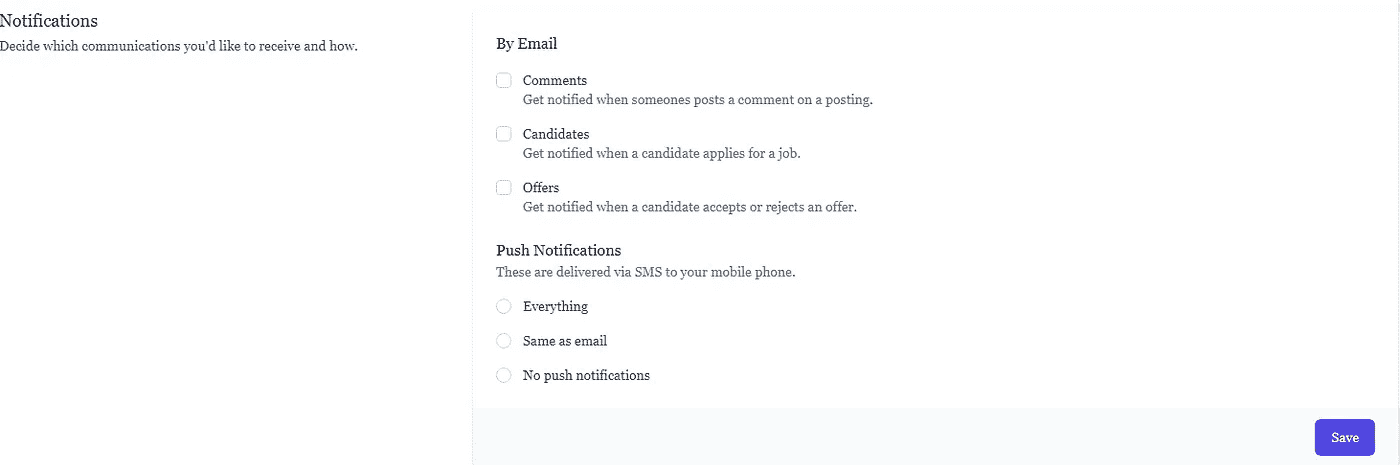 Notifications
Decide which communications you'd like to receive and how.
By Email
Comments
Get notified when someones posts a comment on a posting.
Candidates
Get notified when a candidate applies for a job.
Offers
Get notified when a candidate accepts or rejects an offer.
Push Notifications
These are delivered via SMS to your mobile phone.
Everything
Same as email
No push notifications
Save